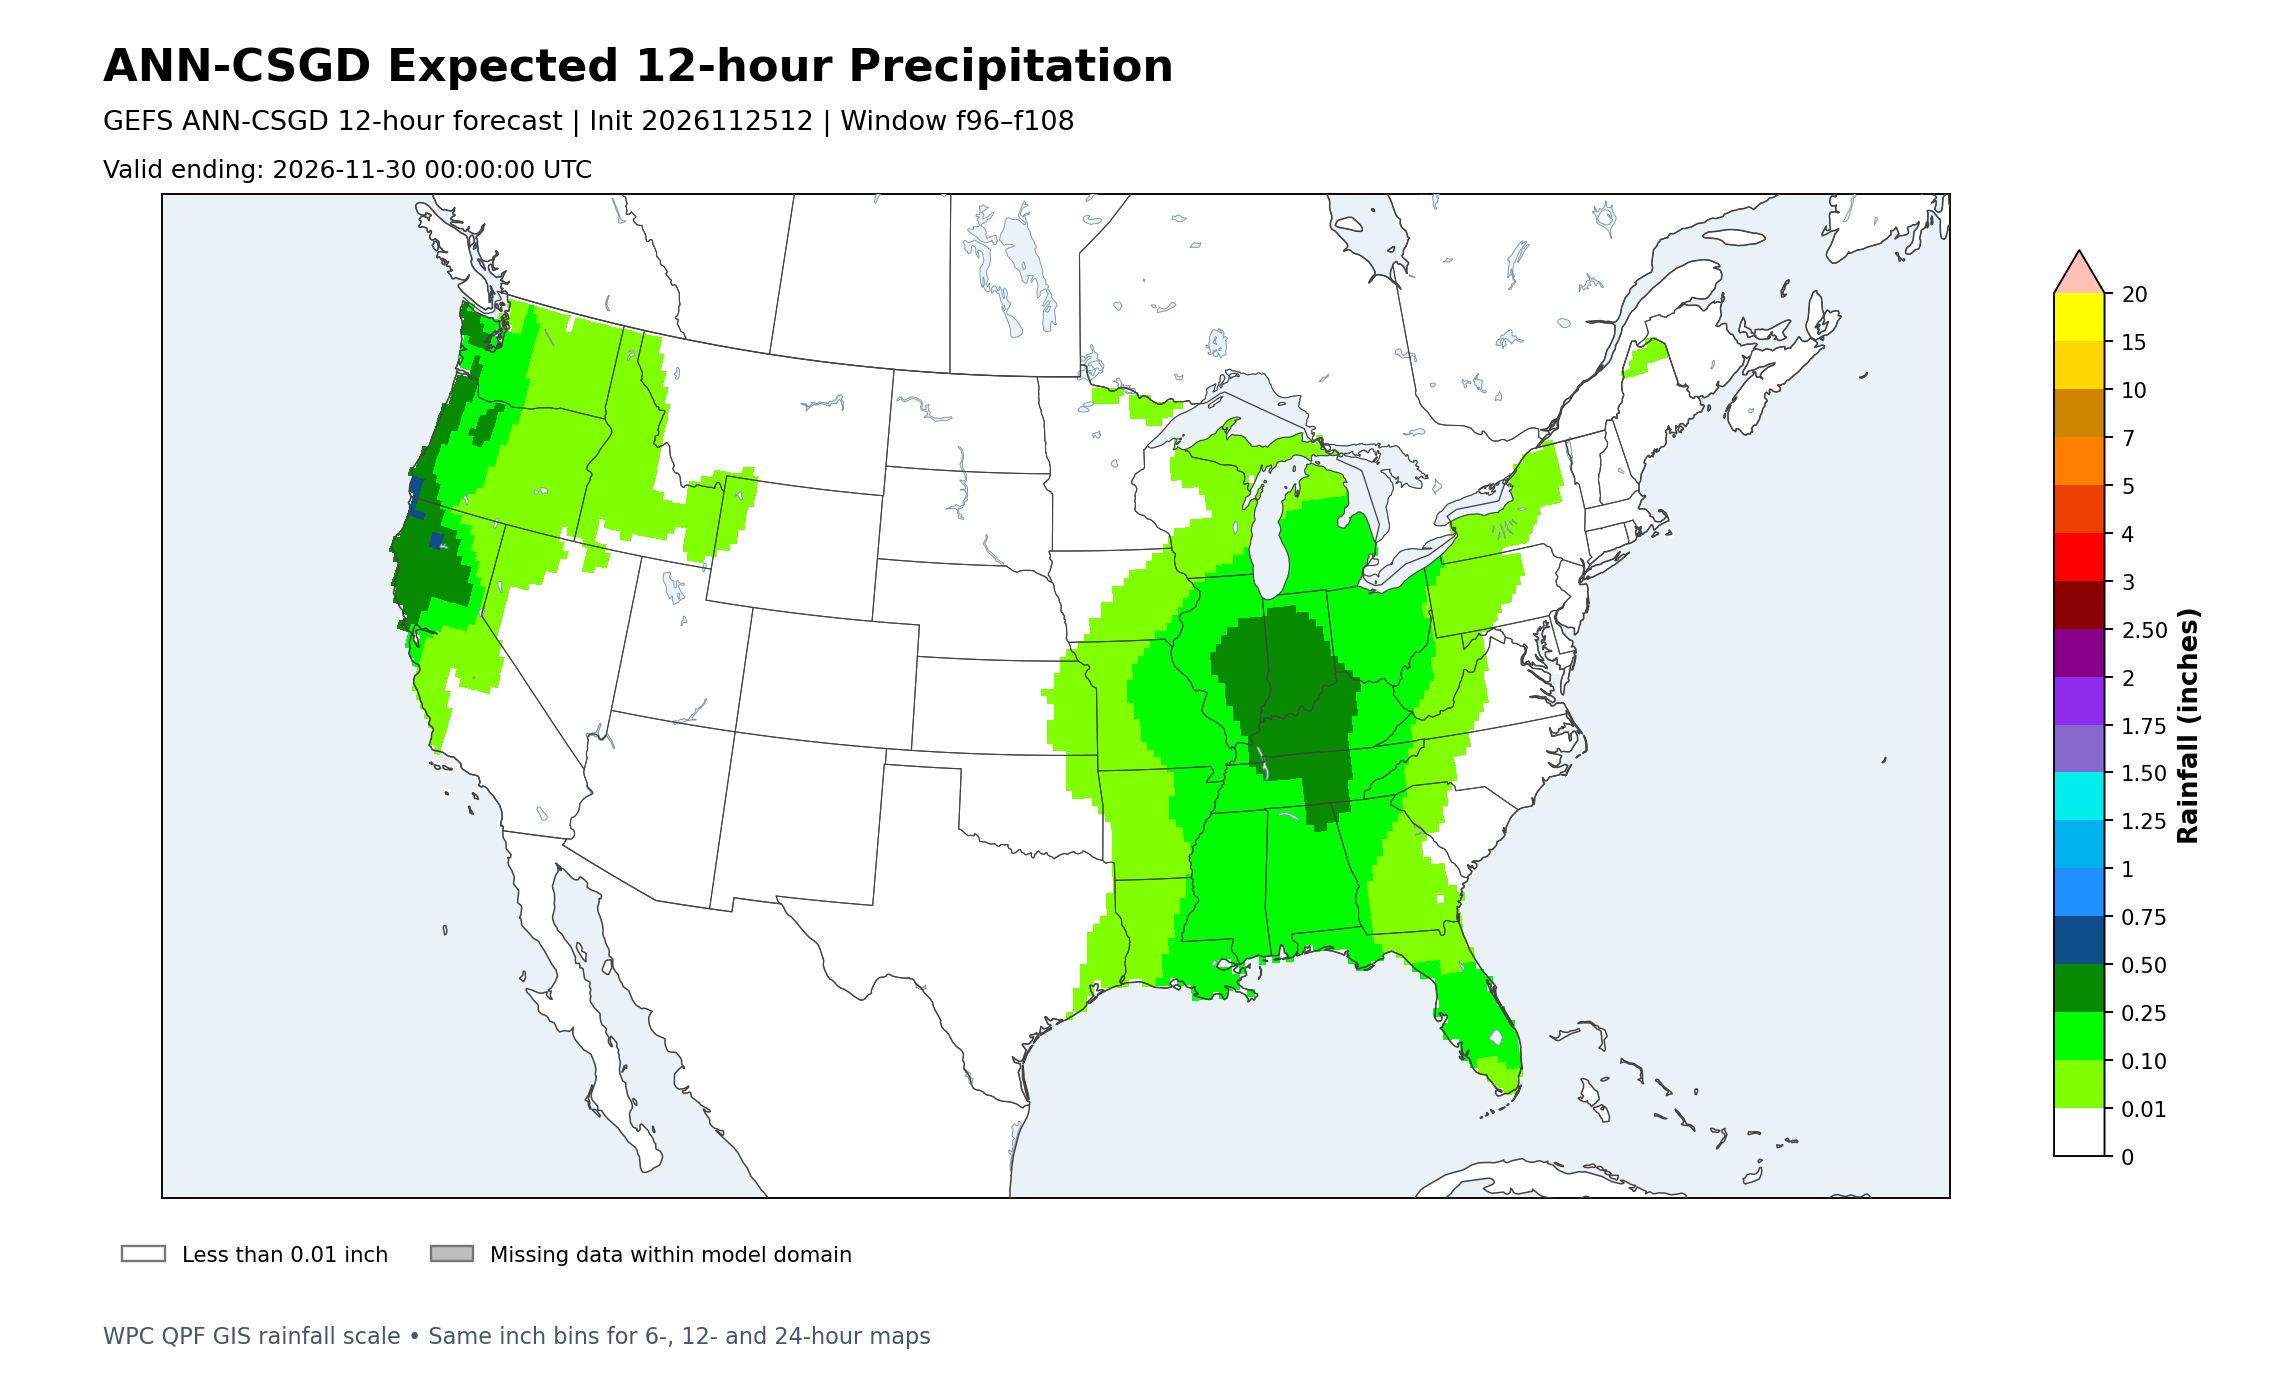 ANN-CSGD Expected 12-hour Precipitation
GEFS ANN-CSGD 12-hour forecast | Init 2026112512 | Window f96–f108
Valid ending: 2026-11-30 00:00:00 UTC
20
15
10
7
5
4
3
2.50
2
1.75
1.50
1.25
1
0.75
0.50
0.25
0.10
0.01
0
Rainfall (inches)
Less than 0.01 inch
Missing data within model domain
WPC QPF GIS rainfall scale • Same inch bins for 6-, 12- and 24-hour maps